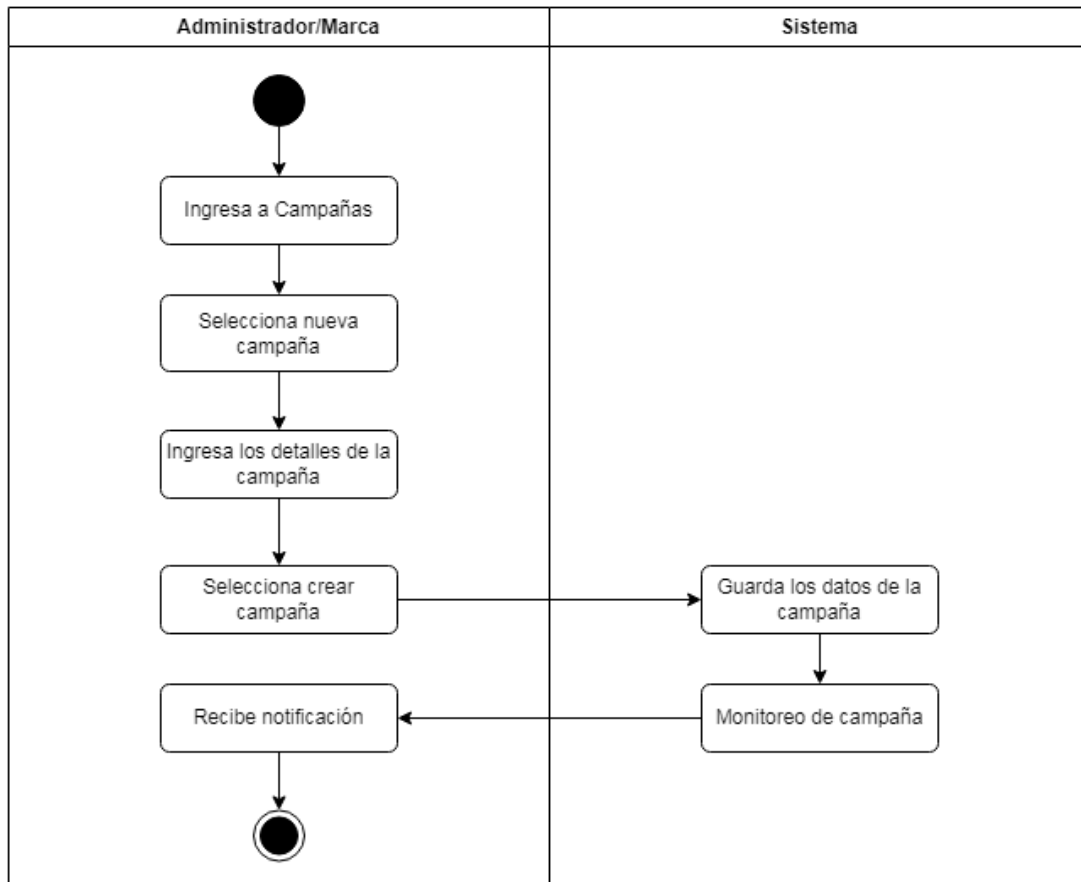 Administrador/Marca
Sistema
Ingresa a Campañas
Selecciona nueva
campaña
Ingresa los detalles de la
campaña
Selecciona crear
campaña
Guarda los datos de la
campaña
Recibe notificación
Monitoreo de campaña